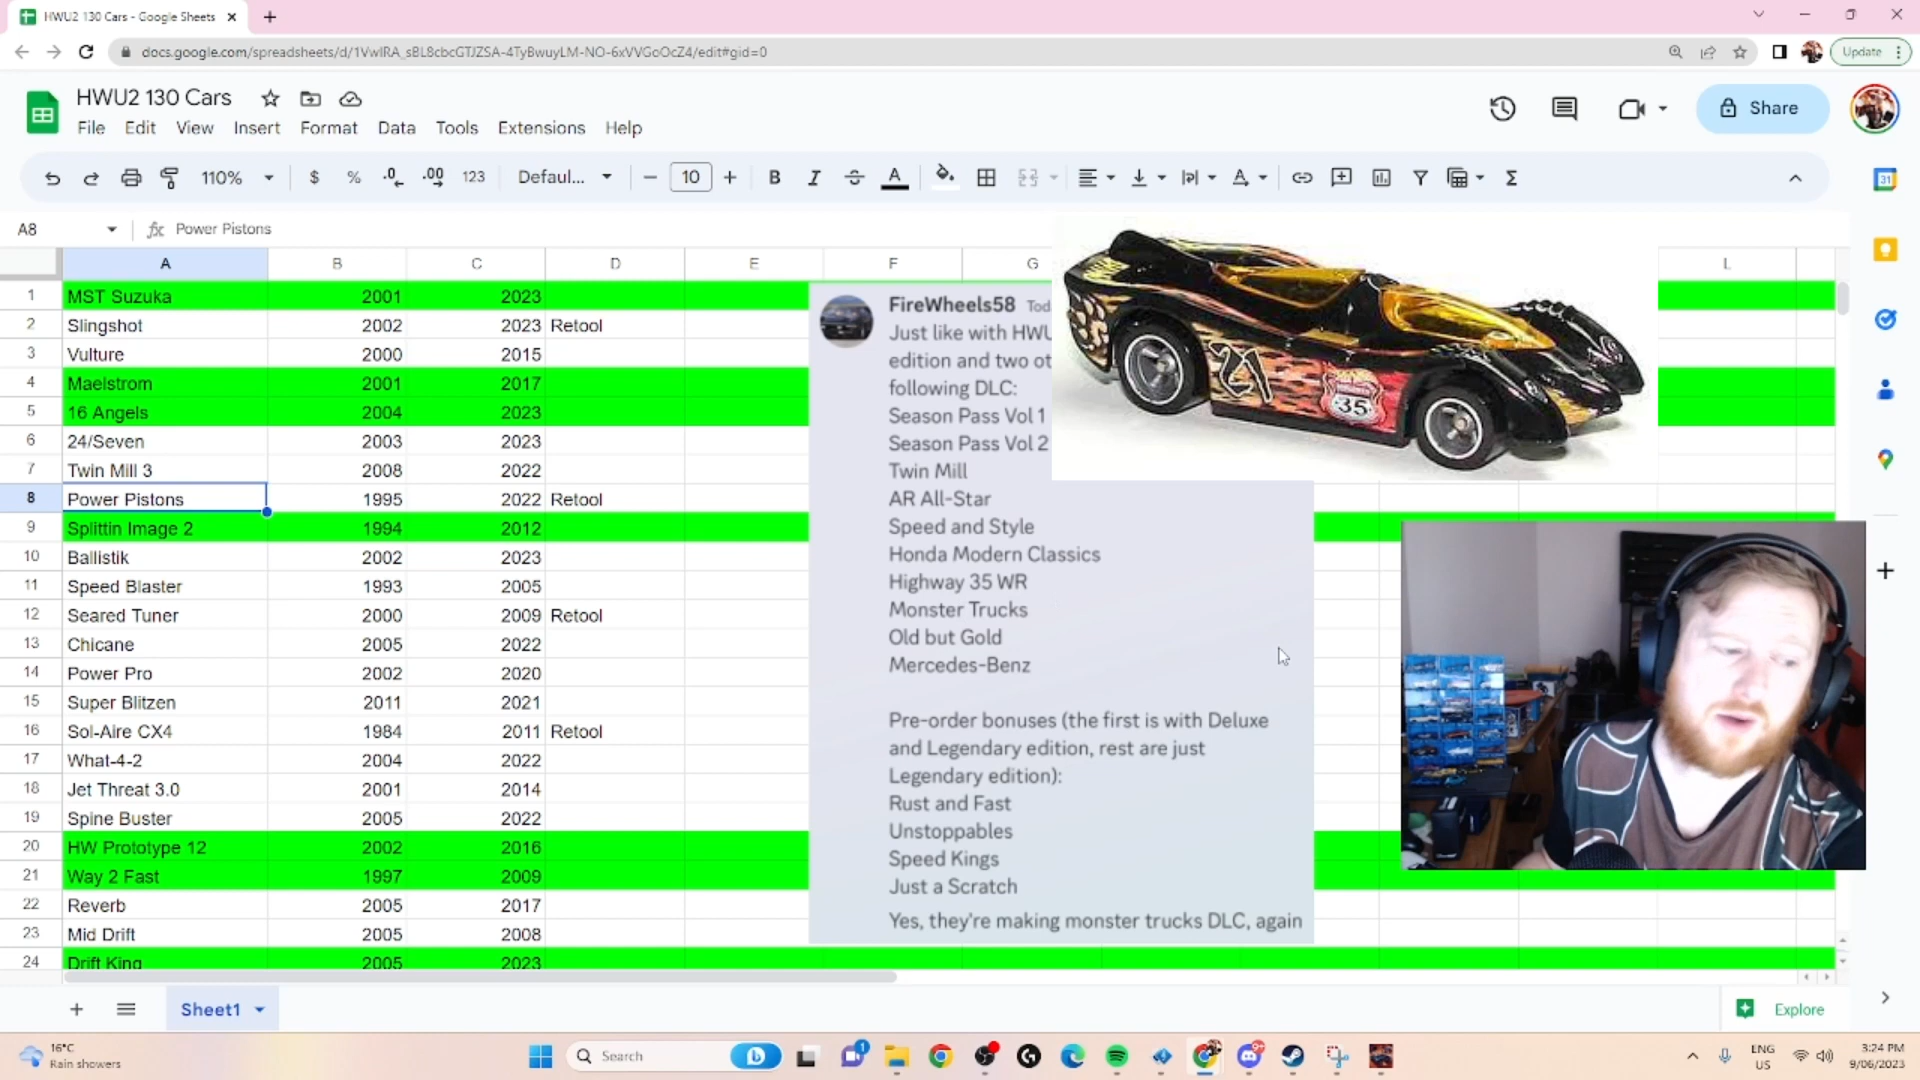 HWU2 130 Cars - Google Sheets
docs.google.com/spreadsheets/d/1VwIRA_sBL8cbcGTJZSA-4TyBwuyLM-NO-6xVVGoOcZ4/edit#gid=0
Update
HWU2 130 Cars
File Edit View Insert Format Data Tools Extensions Help
Share
110% $ % .0 .00 123 Defaul... 10 B I A
31
A8 fx Power Pistons
A B C D E F G L
1 MST Suzuka 2001 2023
2 Slingshot 2002 2023 Retool
3 Vulture 2000 2015
4 Maelstrom 2001 2017
5 16 Angels 2004 2023
6 24/Seven 2003 2023
7 Twin Mill 3 2008 2022
8 Power Pistons 1995 2022 Retool
9 Splittin Image 2 1994 2012
10 Ballistik 2002 2023
11 Speed Blaster 1993 2005
12 Seared Tuner 2000 2009 Retool
13 Chicane 2005 2022
14 Power Pro 2002 2020
15 Super Blitzen 2011 2021
16 Sol-Aire CX4 1984 2011 Retool
17 What-4-2 2004 2022
18 Jet Threat 3.0 2001 2014
19 Spine Buster 2005 2022
20 HW Prototype 12 2002 2016
21 Way 2 Fast 1997 2009
22 Reverb 2005 2017
23 Mid Drift 2005 2008
24 Drift King 2005 2023
FireWheels58 Tod
Just like with HWU
edition and two ot
following DLC:
Season Pass Vol 1
Season Pass Vol 2
Twin Mill
AR All-Star
Speed and Style
Honda Modern Classics
Highway 35 WR
Monster Trucks
Old but Gold
Mercedes-Benz
Pre-order bonuses (the first is with Deluxe
and Legendary edition, rest are just
Legendary edition):
Rust and Fast
Unstoppables
Speed Kings
Just a Scratch
Yes, they're making monster trucks DLC, again
21
35
Sheet1
Explore
16°C
Rain showers
Search
1
ENG
US
3:24 PM
9/06/2023